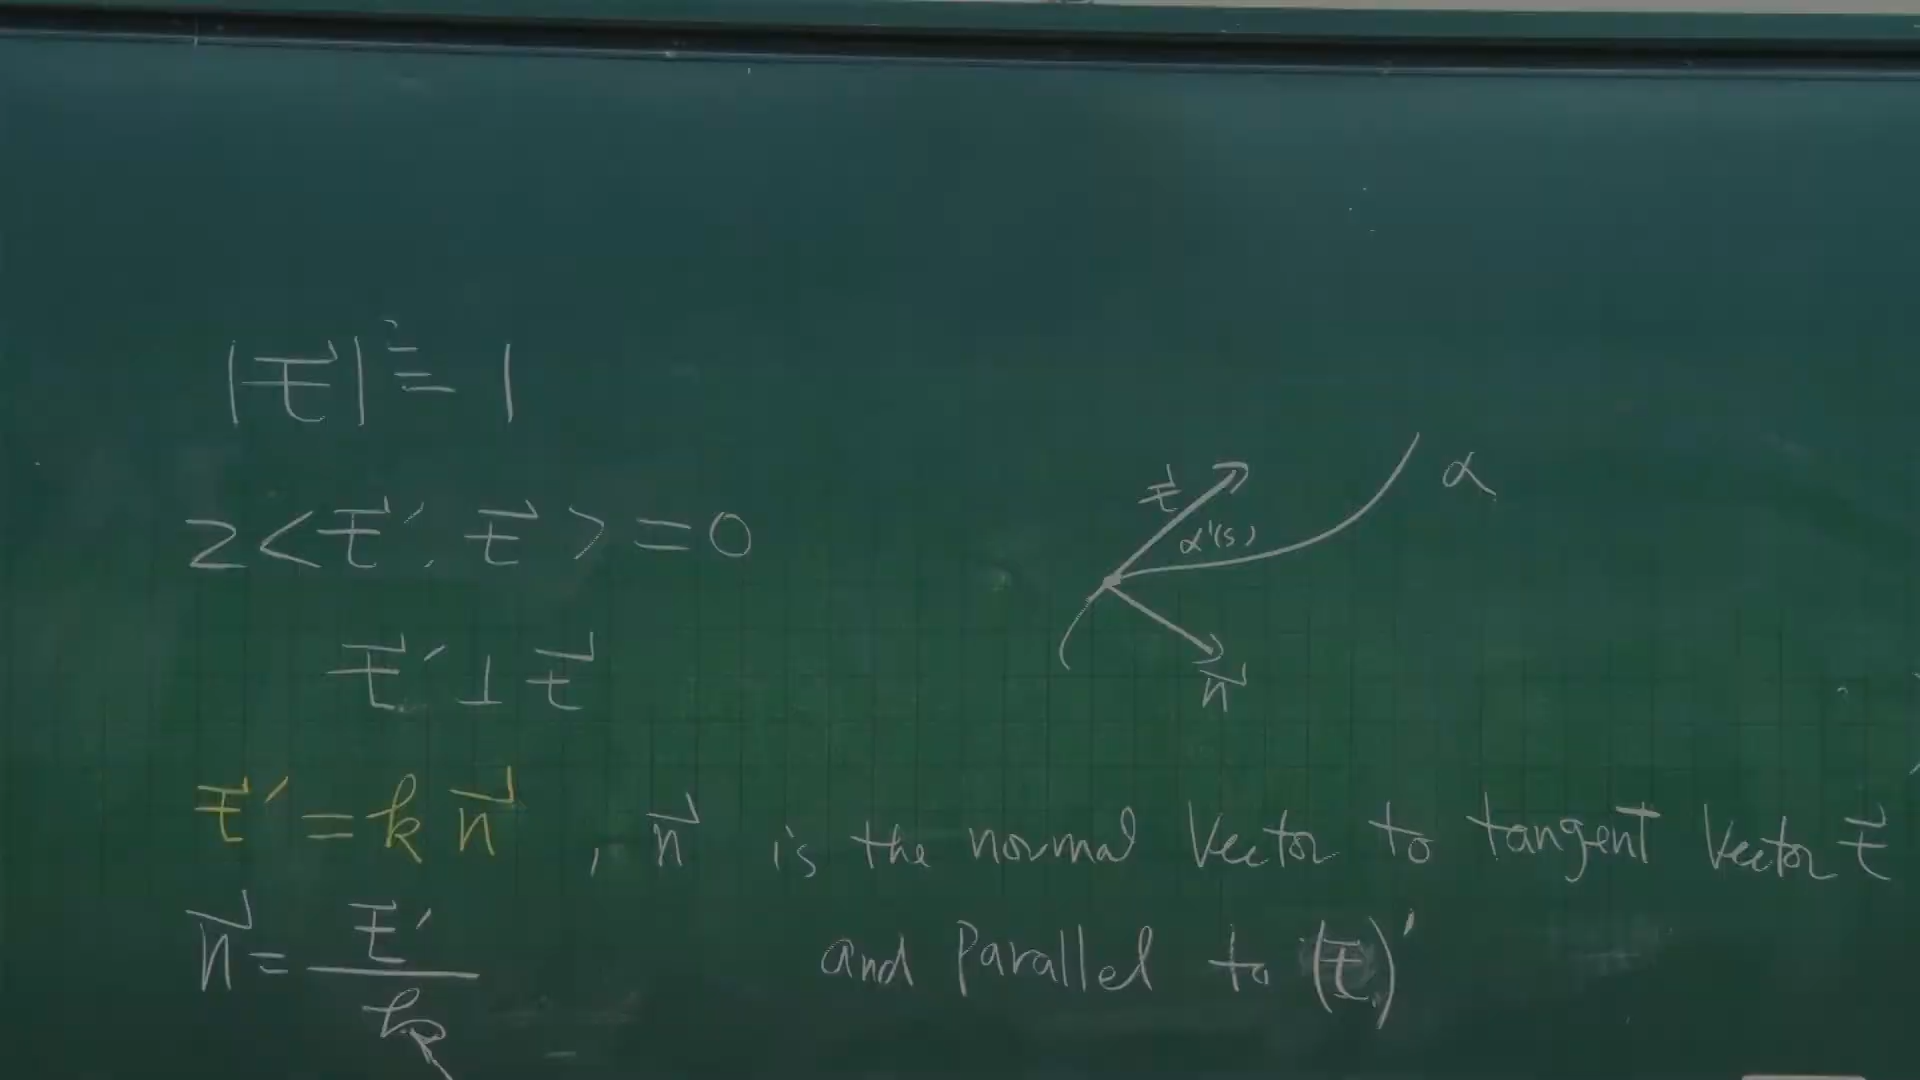 |t⃗|² = 1
2<t⃗′, t⃗> = 0
t⃗′ ⊥ t⃗
t⃗′ = k n⃗ , n⃗ is the normal vector to tangent vector t⃗
and parallel to (t⃗)′
n⃗ = t⃗′ / k
t⃗
α'(s)
α
n⃗